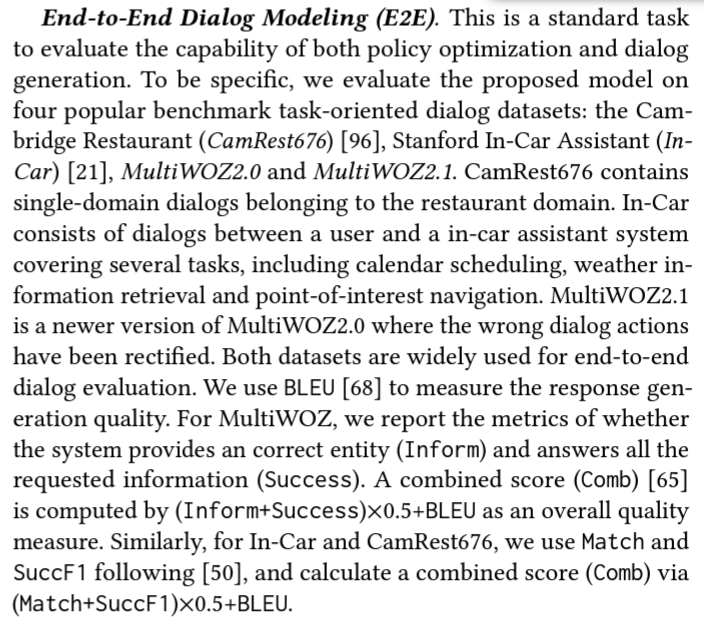 End-to-End Dialog Modeling (E2E). This is a standard task
to evaluate the capability of both policy optimization and dialog
generation. To be specific, we evaluate the proposed model on
four popular benchmark task-oriented dialog datasets: the Cam-
bridge Restaurant (CamRest676) [96], Stanford In-Car Assistant (In-
Car) [21], MultiWOZ2.0 and MultiWOZ2.1. CamRest676 contains
single-domain dialogs belonging to the restaurant domain. In-Car
consists of dialogs between a user and a in-car assistant system
covering several tasks, including calendar scheduling, weather in-
formation retrieval and point-of-interest navigation. MultiWOZ2.1
is a newer version of MultiWOZ2.0 where the wrong dialog actions
have been rectified. Both datasets are widely used for end-to-end
dialog evaluation. We use BLEU [68] to measure the response gen-
eration quality. For MultiWOZ, we report the metrics of whether
the system provides an correct entity (Inform) and answers all the
requested information (Success). A combined score (Comb) [65]
is computed by (Inform+Success)×0.5+BLEU as an overall quality
measure. Similarly, for In-Car and CamRest676, we use Match and
SuccF1 following [50], and calculate a combined score (Comb) via
(Match+SuccF1)×0.5+BLEU.